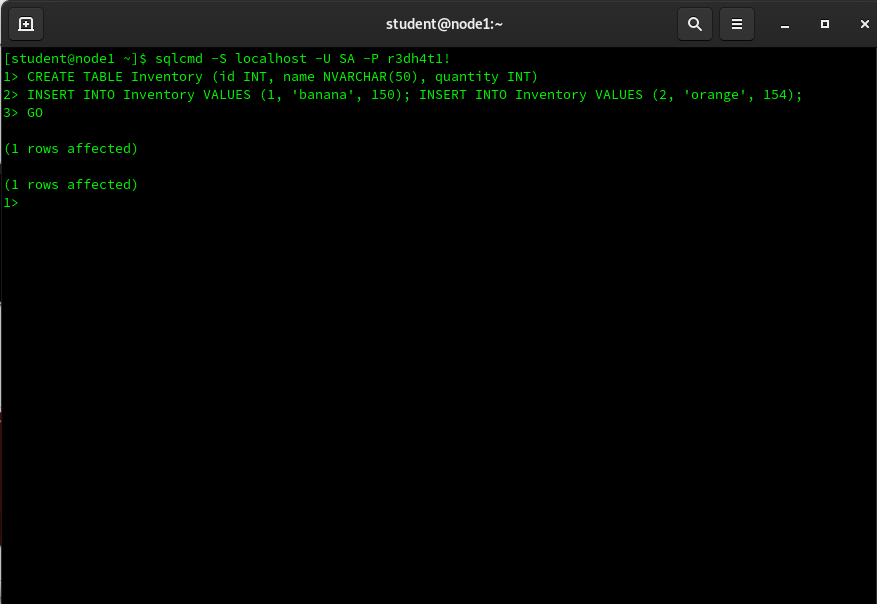 student@node1:~
[student@node1 ~]$ sqlcmd -S localhost -U SA -P r3dh4t1!
1> CREATE TABLE Inventory (id INT, name NVARCHAR(50), quantity INT)
2> INSERT INTO Inventory VALUES (1, 'banana', 150); INSERT INTO Inventory VALUES (2, 'orange', 154);
3> GO
(1 rows affected)
(1 rows affected)
1>